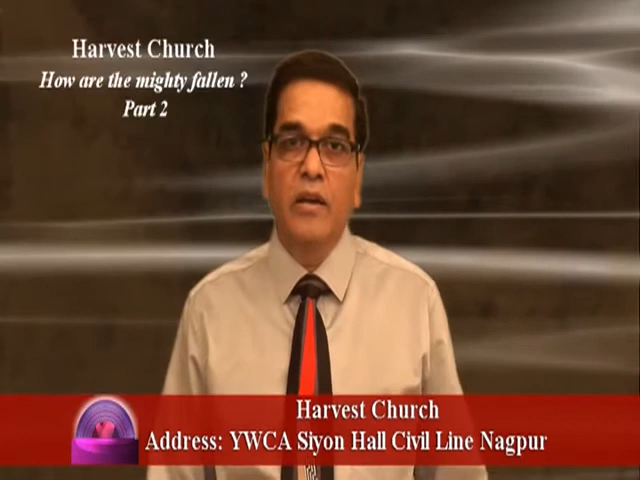 Harvest Church
How are the mighty fallen ?
Part 2
Harvest Church
Address: YWCA Siyon Hall Civil Line Nagpur